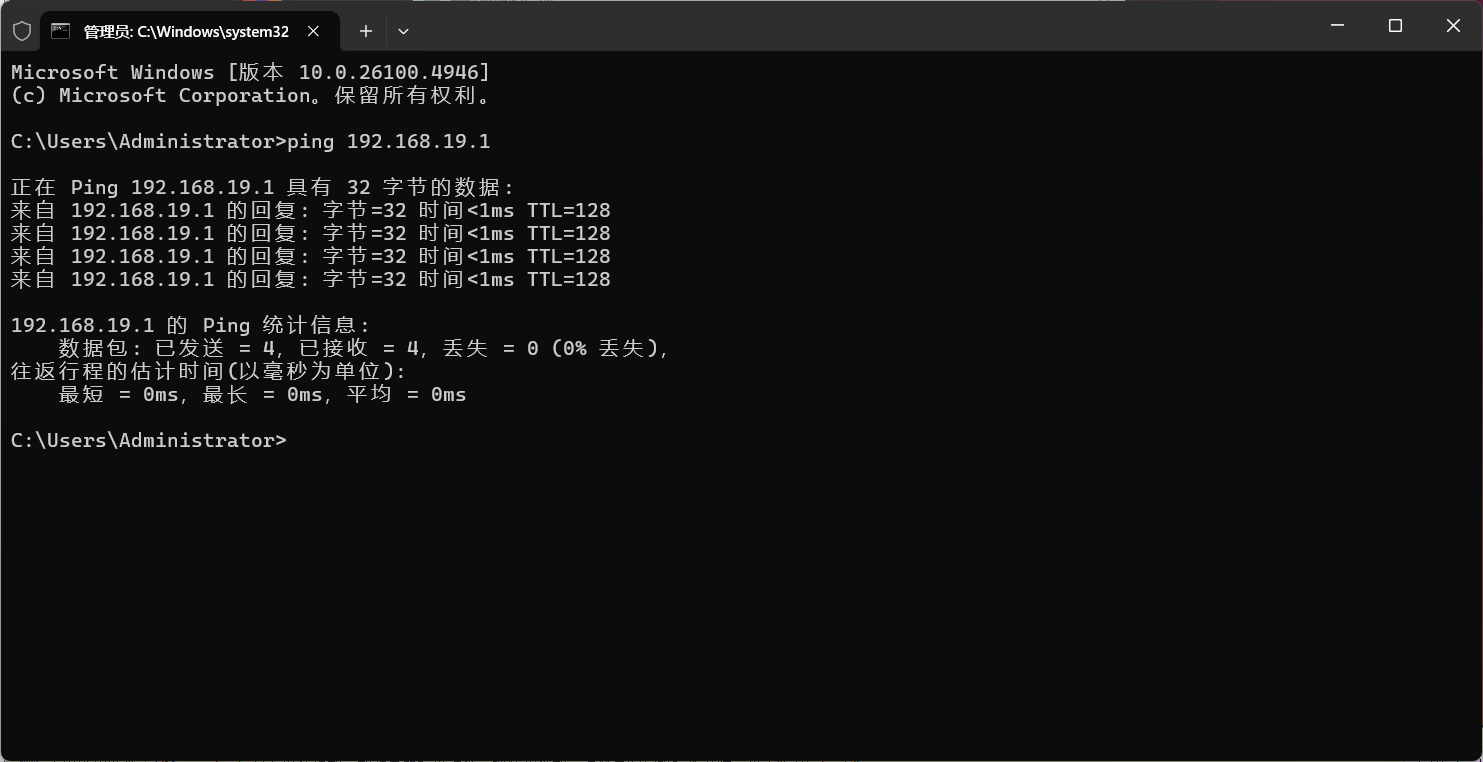 管理员: C:\Windows\system32
Microsoft Windows [版本 10.0.26100.4946]
(c) Microsoft Corporation。保留所有权利。
C:\Users\Administrator>ping 192.168.19.1
正在 Ping 192.168.19.1 具有 32 字节的数据:
来自 192.168.19.1 的回复: 字节=32 时间<1ms TTL=128
来自 192.168.19.1 的回复: 字节=32 时间<1ms TTL=128
来自 192.168.19.1 的回复: 字节=32 时间<1ms TTL=128
来自 192.168.19.1 的回复: 字节=32 时间<1ms TTL=128
192.168.19.1 的 Ping 统计信息:
    数据包: 已发送 = 4, 已接收 = 4, 丢失 = 0 (0% 丢失),
往返行程的估计时间(以毫秒为单位):
    最短 = 0ms, 最长 = 0ms, 平均 = 0ms
C:\Users\Administrator>